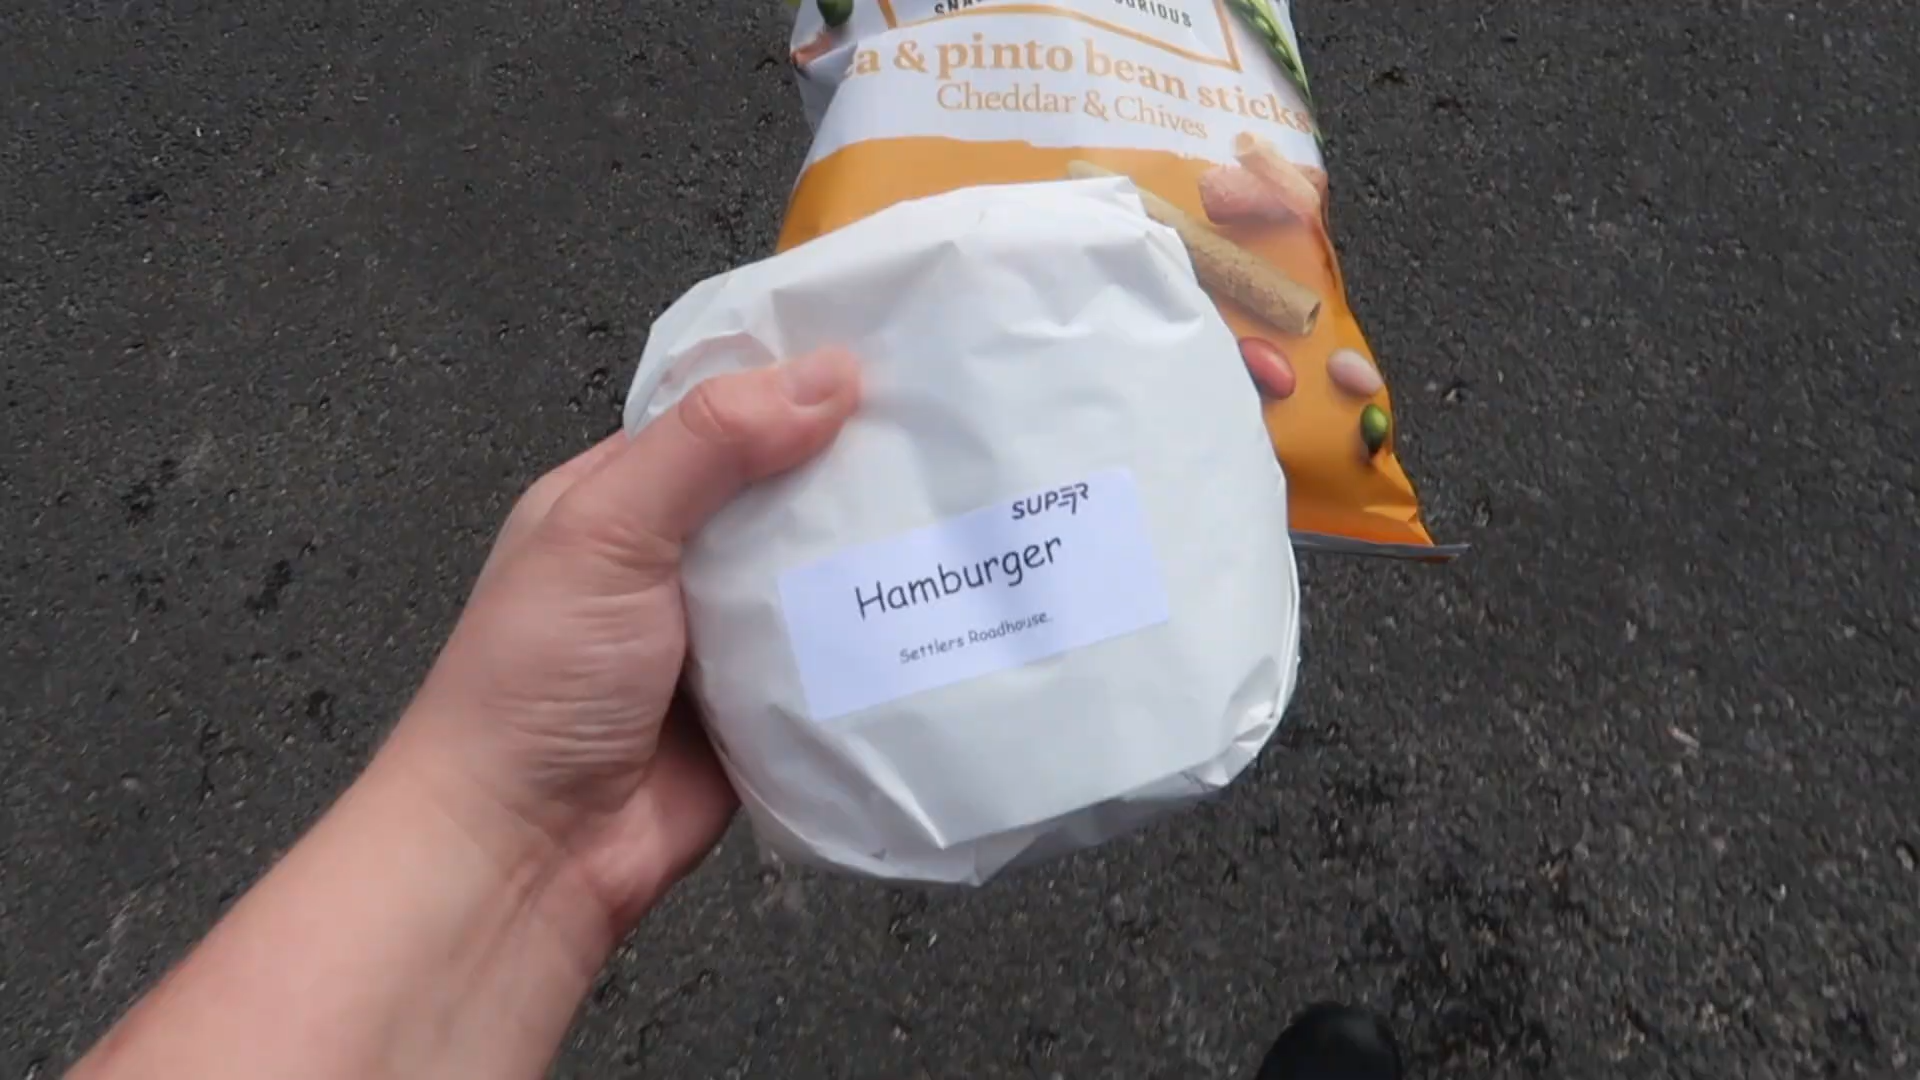 & pinto bean sticks
Cheddar & Chives
SUPER
Hamburger
Settlers Roadhouse.